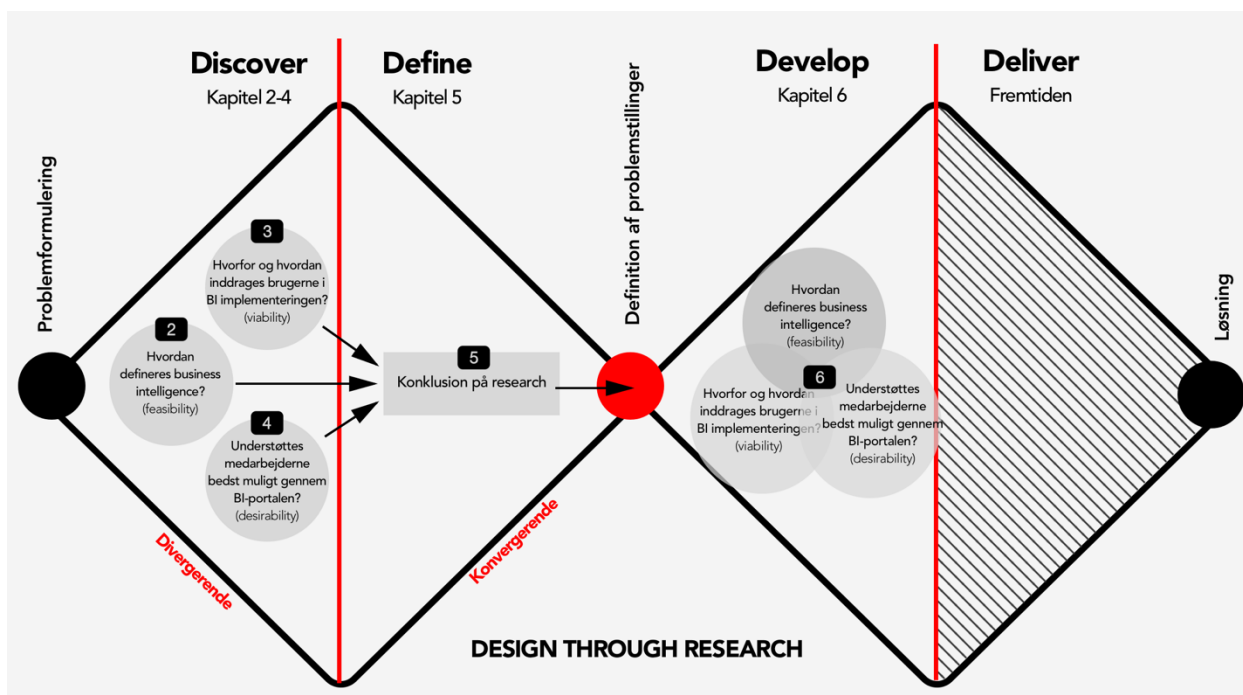 Discover
Kapitel 2-4
Define
Kapitel 5
Develop
Kapitel 6
Deliver
Fremtiden
Problemformulering
3
Hvorfor og hvordan
inddrages brugerne i
BI implementeringen?
(viability)
2
Hvordan
defineres business
intelligence?
(feasibility)
4
Understøttes
medarbejderne
bedst muligt gennem
BI-portalen?
(desirability)
5
Konklusion på research
Divergerende
Konvergerende
Definition af problemstillinger
Hvordan
defineres business
intelligence?
(feasibility)
6
Hvorfor og hvordan
inddrages brugerne i
BI implementeringen?
(viability)
Understøttes
medarbejderne
bedst muligt gennem
BI-portalen?
(desirability)
Løsning
DESIGN THROUGH RESEARCH